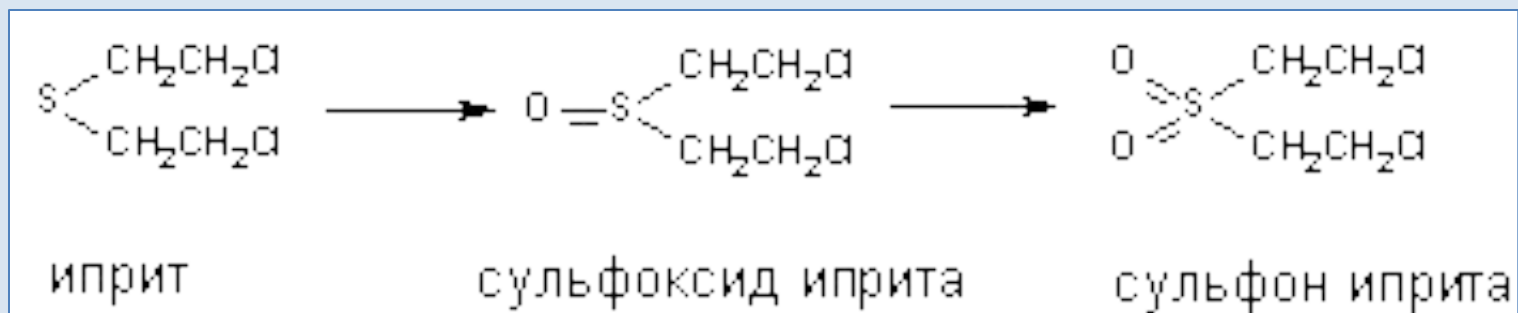 CH₂CH₂Cl CH₂CH₂Cl O CH₂CH₂Cl
S O = S S
CH₂CH₂Cl CH₂CH₂Cl O CH₂CH₂Cl
иприт сульфоксид иприта сульфон иприта